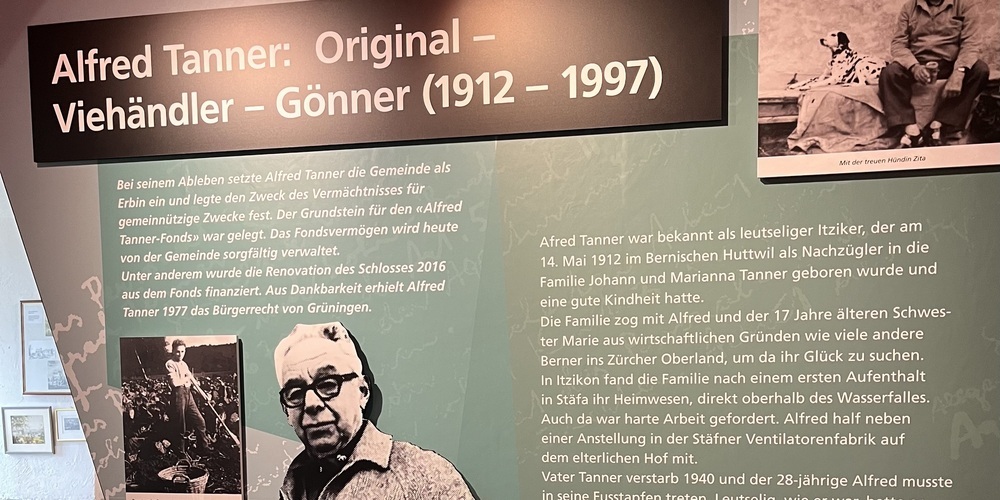 Alfred Tanner: Original –
Viehändler – Gönner (1912 – 1997)
Mit der treuen Hündin Zita
Bei seinem Ableben setzte Alfred Tanner die Gemeinde als
Erbin ein und legte den Zweck des Vermächtnisses für
gemeinnützige Zwecke fest. Der Grundstein für den «Alfred
Tanner-Fonds» war gelegt. Das Fondsvermögen wird heute
von der Gemeinde sorgfältig verwaltet.
Unter anderem wurde die Renovation des Schlosses 2016
aus dem Fonds finanziert. Aus Dankbarkeit erhielt Alfred
Tanner 1977 das Bürgerrecht von Grüningen.
Afred Tanner war bekannt als leutseliger Itziker, der am
14. Mai 1912 im Bernischen Huttwil als Nachzügler in die
Familie Johann und Marianna Tanner geboren wurde und
eine gute Kindheit hatte.
Die Familie zog mit Alfred und der 17 Jahre älteren Schwes-
ter Marie aus wirtschaftlichen Gründen wie viele andere
Berner ins Zürcher Oberland, um da ihr Glück zu suchen.
In Itzikon fand die Familie nach einem ersten Aufenthalt
in Stäfa ihr Heimwesen, direkt oberhalb des Wasserfalles.
Auch da war harte Arbeit gefordert. Alfred half neben
einer Anstellung in der Stäfner Ventilatorenfabrik auf
dem elterlichen Hof mit.
Vater Tanner verstarb 1940 und der 28-jährige Alfred musste
in seine Fusstapfen treten. Leutselig, wie er war, hatte